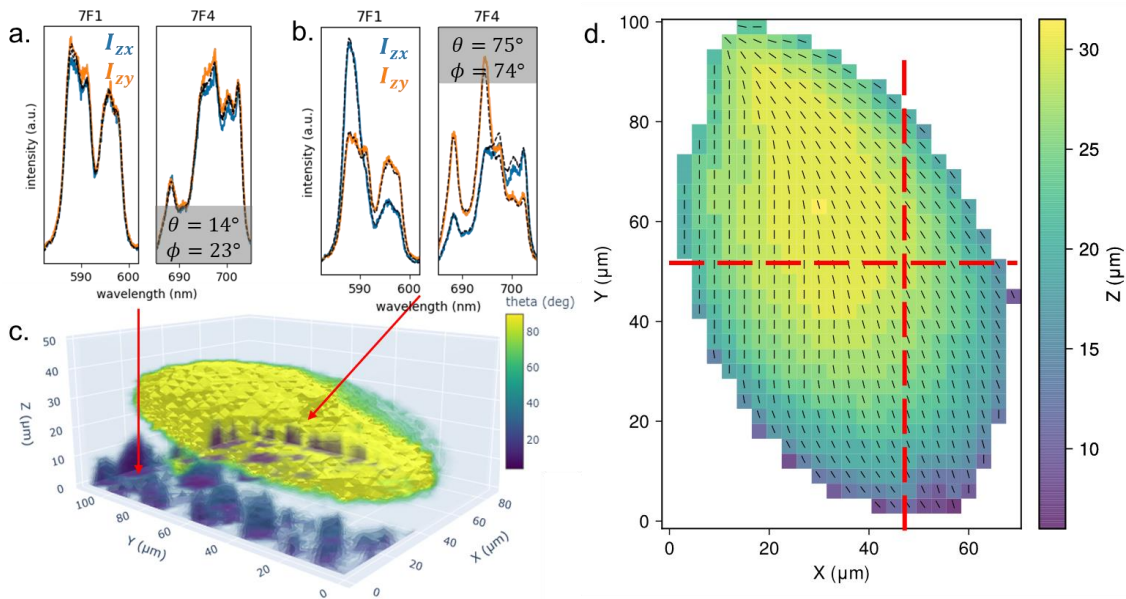 a.
7F1
7F4
I_zx
I_zy
intensity (a.u.)
θ = 14°
ϕ = 23°
590
600
690
700
wavelength (nm)
b.
7F1
7F4
I_zx
I_zy
intensity (a.u.)
θ = 75°
ϕ = 74°
590
600
690
700
wavelength (nm)
c.
theta (deg)
80
60
40
20
50
40
30
20
10
0
Z (μm)
100
80
60
40
20
0
Y (μm)
80
60
40
20
0
X (μm)
d.
100
80
60
40
20
0
Y (μm)
0
20
40
60
X (μm)
30
25
20
15
10
Z (μm)